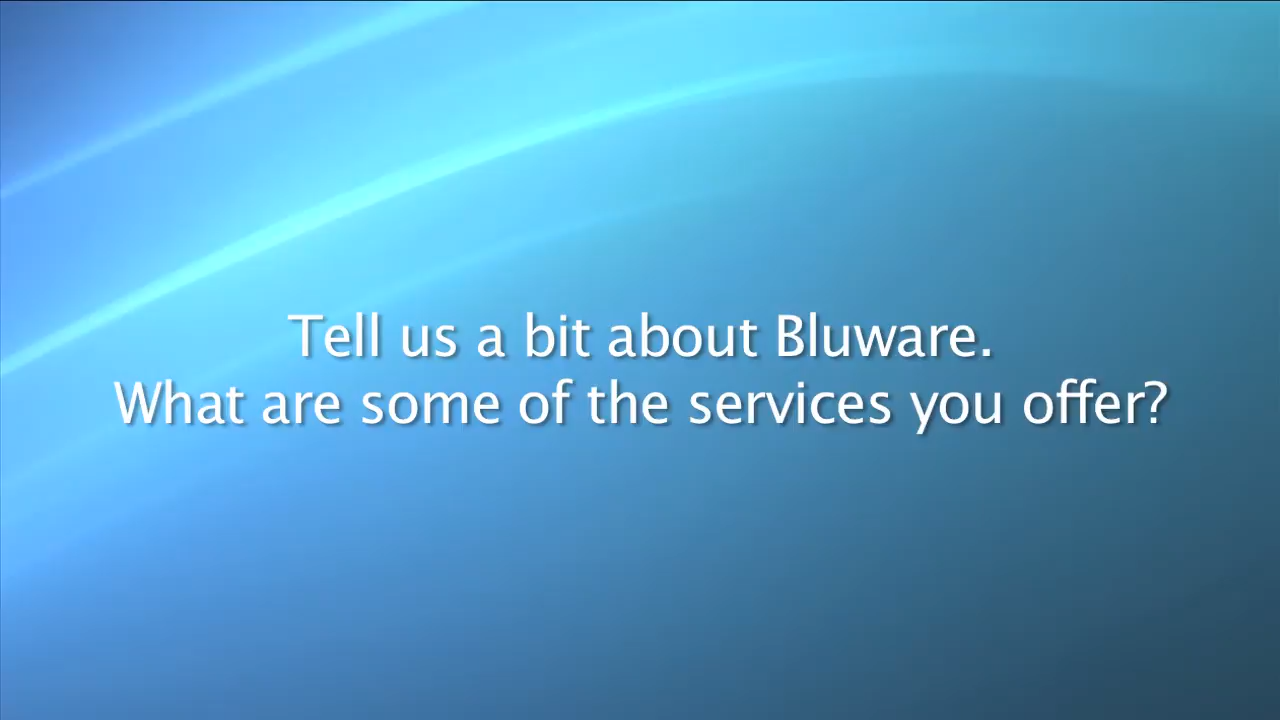 Tell us a bit about Bluware.
What are some of the services you offer?